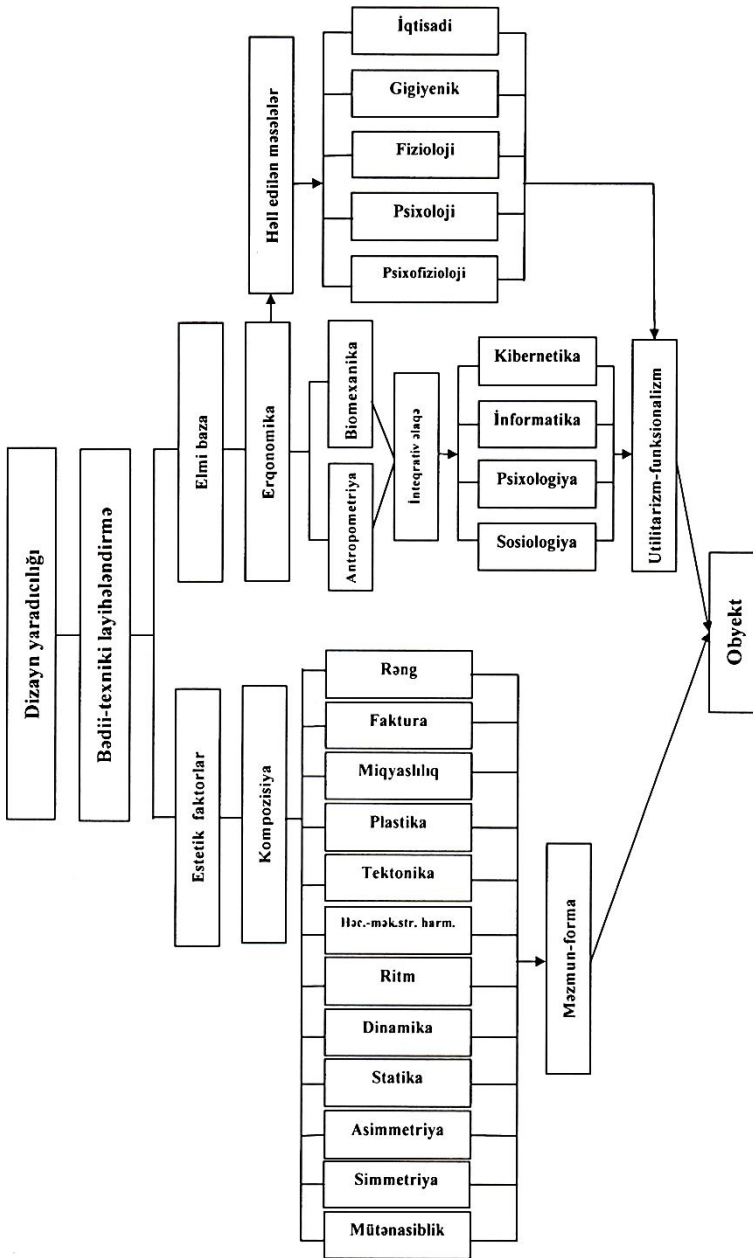 Dizayn yaradıcılığı
Bədii-texniki layihələndirmə
Estetik faktorlar
Elmi baza
Kompozisiya
Erqonomika
Həll edilən məsələlər
Mütənasiblik
Simmetriya
Asimmetriya
Statika
Dinamika
Ritm
Həc.-mək.str. harm.
Tektonika
Plastika
Miqyaslılıq
Faktura
Rəng
Antropometriya
Biomexanika
İnteqrativ əlaqə
Sosiologiya
Psixologiya
İnformatika
Kibernetika
Psixofizioloji
Psixoloji
Fizioloji
Gigiyenik
İqtisadi
Məzmun-forma
Utilitarizm-funksionalizm
Obyekt